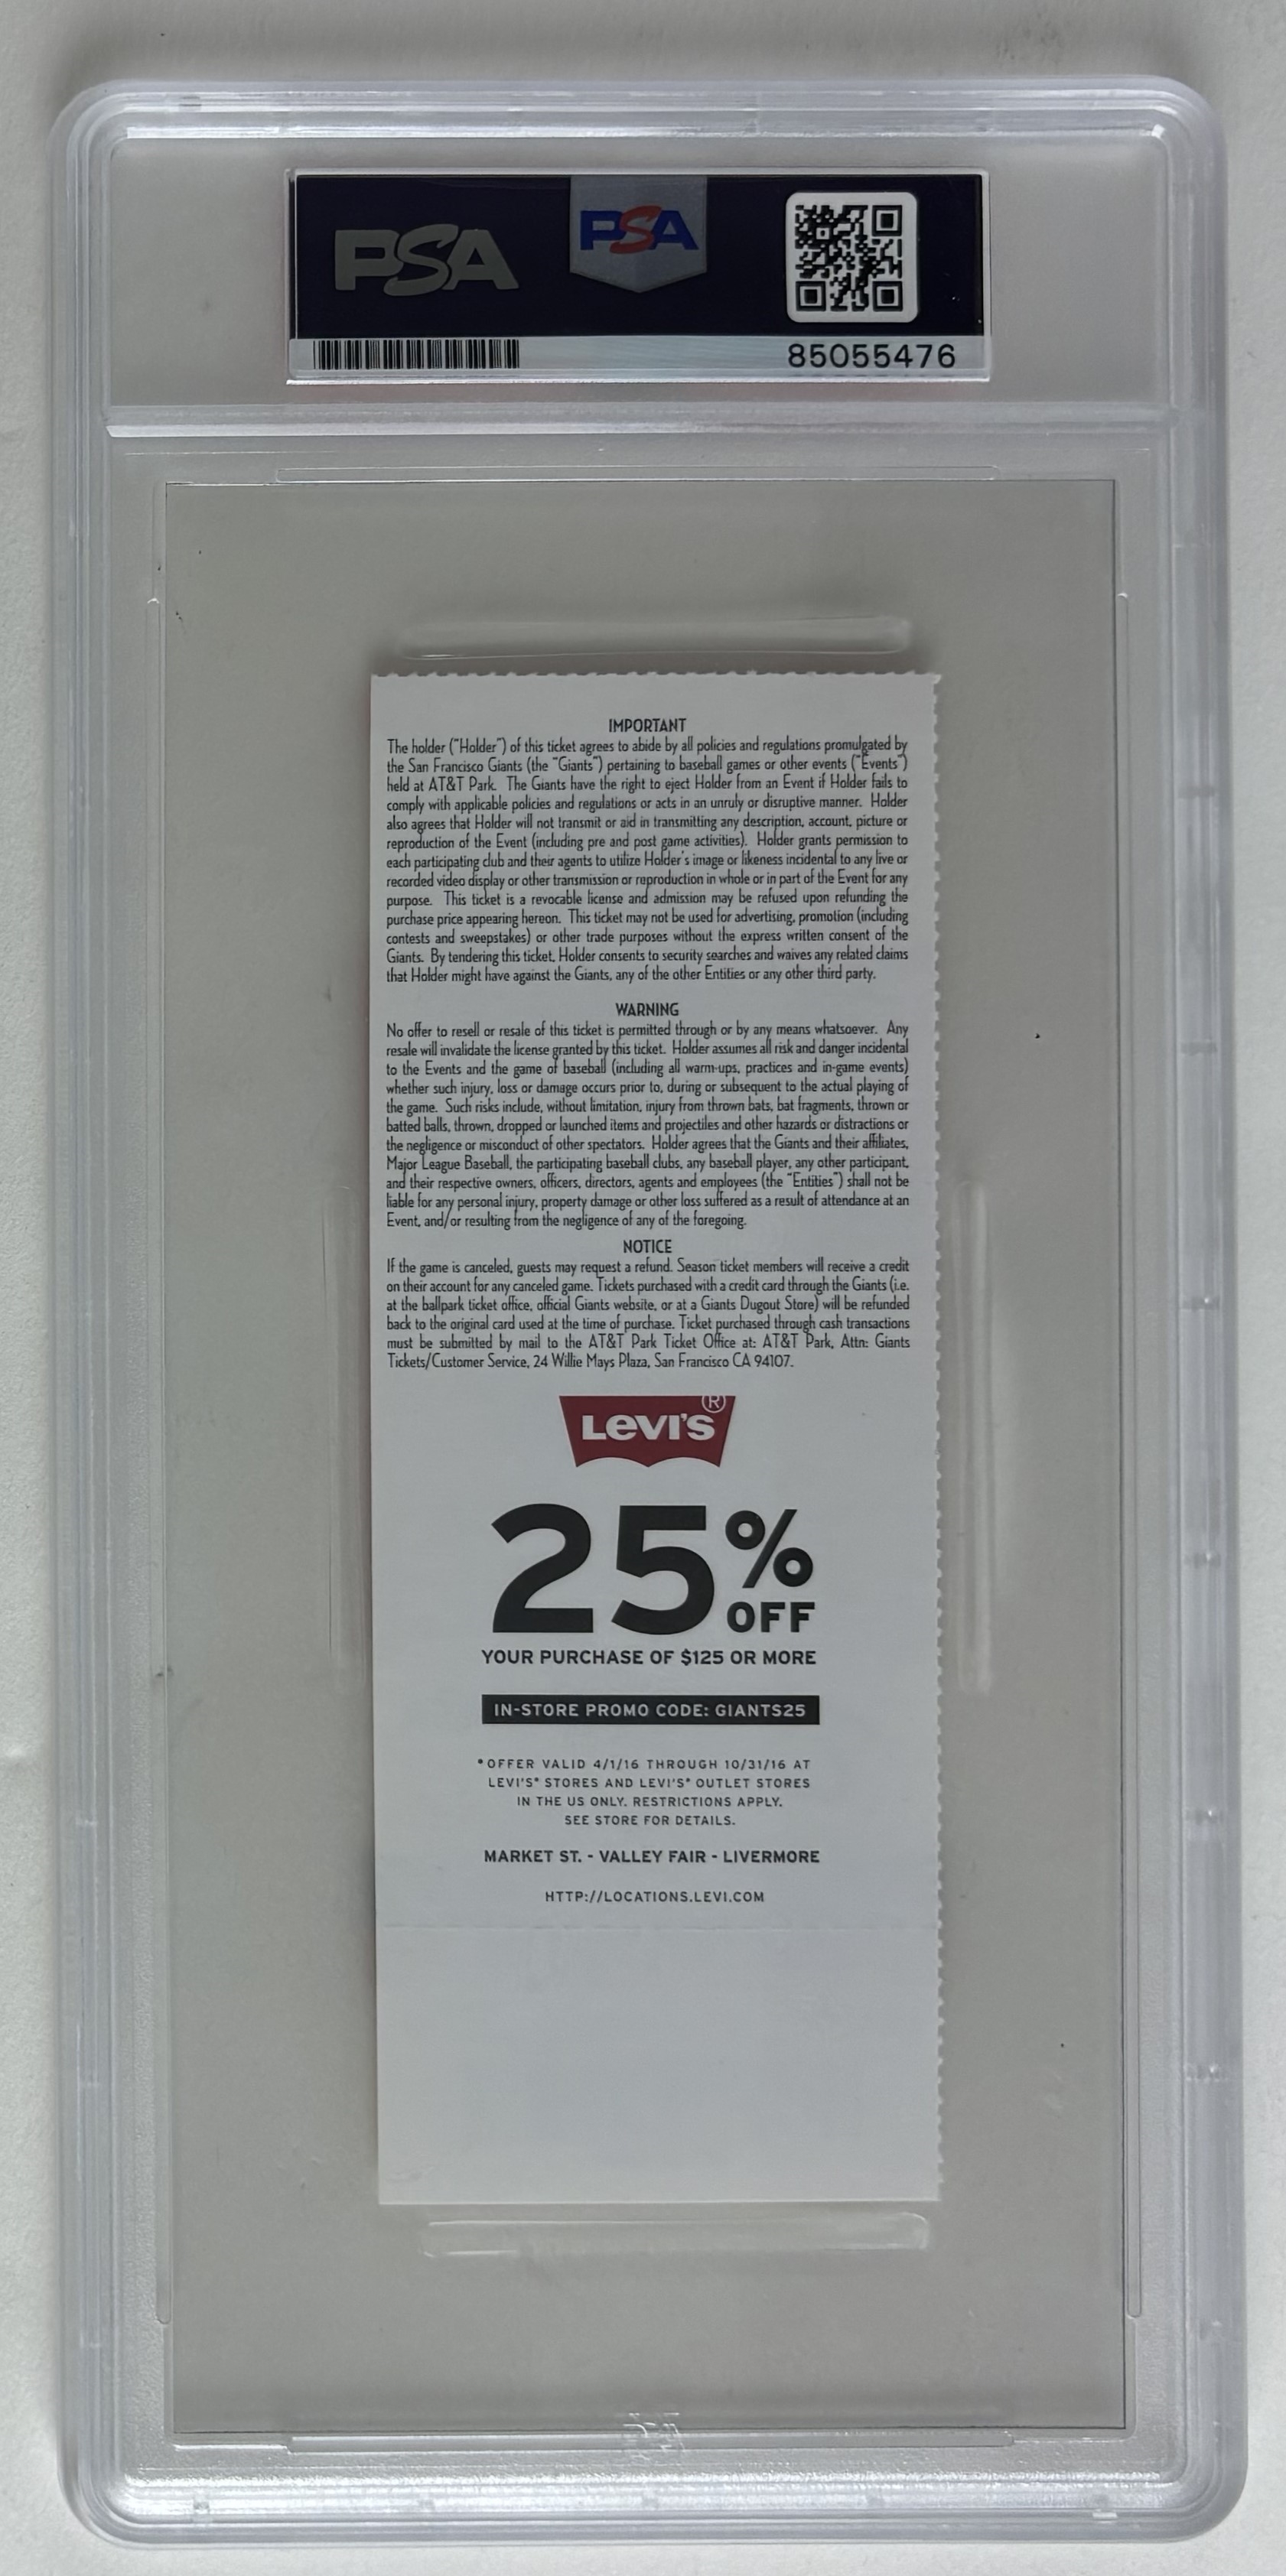 PSA
PSA
85055476
IMPORTANT
The holder ("Holder") of this ticket agrees to abide by all policies and regulations promulgated by
the San Francisco Giants (the "Giants") pertaining to baseball games or other events ("Events")
held at AT&T Park. The Giants have the right to eject Holder from an Event if Holder fails to
comply with applicable policies and regulations or acts in an unruly or disruptive manner. Holder
also agrees that Holder will not transmit or aid in transmitting any description, account, picture or
reproduction of the Event (including pre and post game activities). Holder grants permission to
each participating club and their agents to utilize Holder's image or likeness incidental to any live or
recorded video display or other transmission or reproduction in whole or in part of the Event for any
purpose. This ticket is a revocable license and admission may be refused upon refunding the
purchase price appearing hereon. This ticket may not be used for advertising, promotion (including
contests and sweepstakes) or other trade purposes without the express written consent of the
Giants. By tendering this ticket, Holder consents to security searches and waives any related claims
that Holder might have against the Giants, any of the other Entities or any other third party.
WARNING
No offer to resell or resale of this ticket is permitted through or by any means whatsoever. Any
resale will invalidate the license granted by this ticket. Holder assumes all risk and danger incidental
to the Events and the game of baseball (including all warm-ups, practices and in-game events)
whether such injury, loss or damage occurs prior to, during or subsequent to the actual playing of
the game. Such risks include, without limitation, injury from thrown bats, bat fragments, thrown or
batted balls, thrown, dropped or launched items and projectiles and other hazards or distractions or
the negligence or misconduct of other spectators. Holder agrees that the Giants and their affiliates,
Major League Baseball, the participating baseball clubs, any baseball player, any other participant,
and their respective owners, officers, directors, agents and employees (the "Entities") shall not be
liable for any personal injury, property damage or other loss suffered as a result of attendance at an
Event, and/or resulting from the negligence of any of the foregoing.
NOTICE
If the game is canceled, guests may request a refund. Season ticket members will receive a credit
on their account for any canceled game. Tickets purchased with a credit card through the Giants (i.e.
at the ballpark ticket office, official Giants website, or at a Giants Dugout Store) will be refunded
back to the original card used at the time of purchase. Ticket purchased through cash transactions
must be submitted by mail to the AT&T Park Ticket Office at: AT&T Park, Attn: Giants
Tickets/Customer Service, 24 Willie Mays Plaza, San Francisco CA 94107.
Levi's®
25%
OFF
YOUR PURCHASE OF $125 OR MORE
IN-STORE PROMO CODE: GIANTS25
*OFFER VALID 4/1/16 THROUGH 10/31/16 AT
LEVI'S® STORES AND LEVI'S® OUTLET STORES
IN THE US ONLY. RESTRICTIONS APPLY.
SEE STORE FOR DETAILS.
MARKET ST. - VALLEY FAIR - LIVERMORE
HTTP://LOCATIONS.LEVI.COM